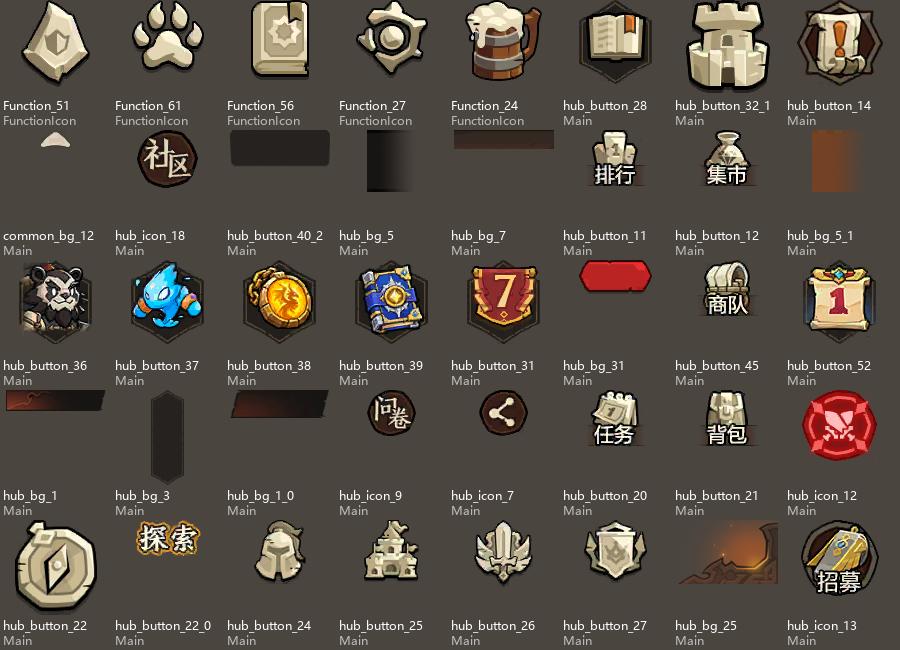 Function_51
FunctionIcon
Function_61
FunctionIcon
Function_56
FunctionIcon
Function_27
FunctionIcon
Function_24
FunctionIcon
hub_button_28
Main
hub_button_32_1
Main
!
hub_button_14
Main
common_bg_12
Main
社区
hub_icon_18
Main
hub_button_40_2
Main
hub_bg_5
Main
hub_bg_7
Main
1
排行
hub_button_11
Main
集市
hub_button_12
Main
hub_bg_5_1
Main
hub_button_36
Main
hub_button_37
Main
hub_button_38
Main
hub_button_39
Main
7
hub_button_31
Main
hub_bg_31
Main
商队
hub_button_45
Main
1
hub_button_52
Main
hub_bg_1
Main
hub_bg_3
Main
hub_bg_1_0
Main
问卷
hub_icon_9
Main
hub_icon_7
Main
1
任务
hub_button_20
Main
背包
hub_button_21
Main
hub_icon_12
Main
hub_button_22
Main
探索
hub_button_22_0
Main
hub_button_24
Main
hub_button_25
Main
hub_button_26
Main
hub_button_27
Main
hub_bg_25
Main
招募
hub_icon_13
Main